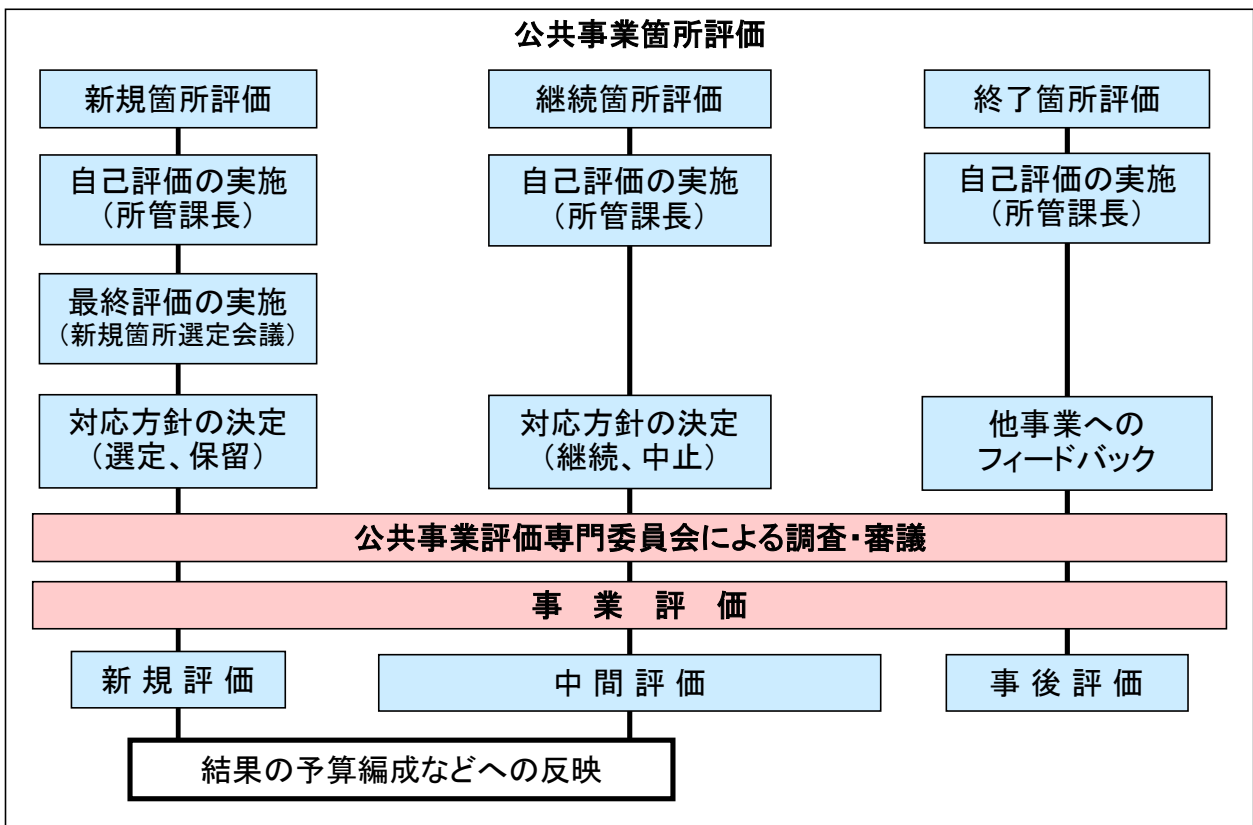 公共事業箇所評価
新規箇所評価
継続箇所評価
終了箇所評価
自己評価の実施
（所管課長）
自己評価の実施
（所管課長）
自己評価の実施
（所管課長）
最終評価の実施
（新規箇所選定会議）
対応方針の決定
（選定、保留）
対応方針の決定
（継続、中止）
他事業への
フィードバック
公共事業評価専門委員会による調査・審議
事 業 評 価
新 規 評 価
中 間 評 価
事 後 評 価
結果の予算編成などへの反映